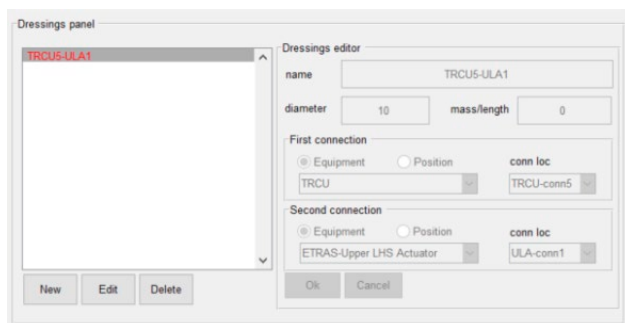 Dressings panel
TRCU5-ULA1
Dressings editor
name TRCU5-ULA1
diameter 10 mass/length 0
First connection
Equipment Position conn loc
TRCU TRCU-conn5
Second connection
Equipment Position conn loc
ETRAS-Upper LHS Actuator ULA-conn1
New Edit Delete Ok Cancel